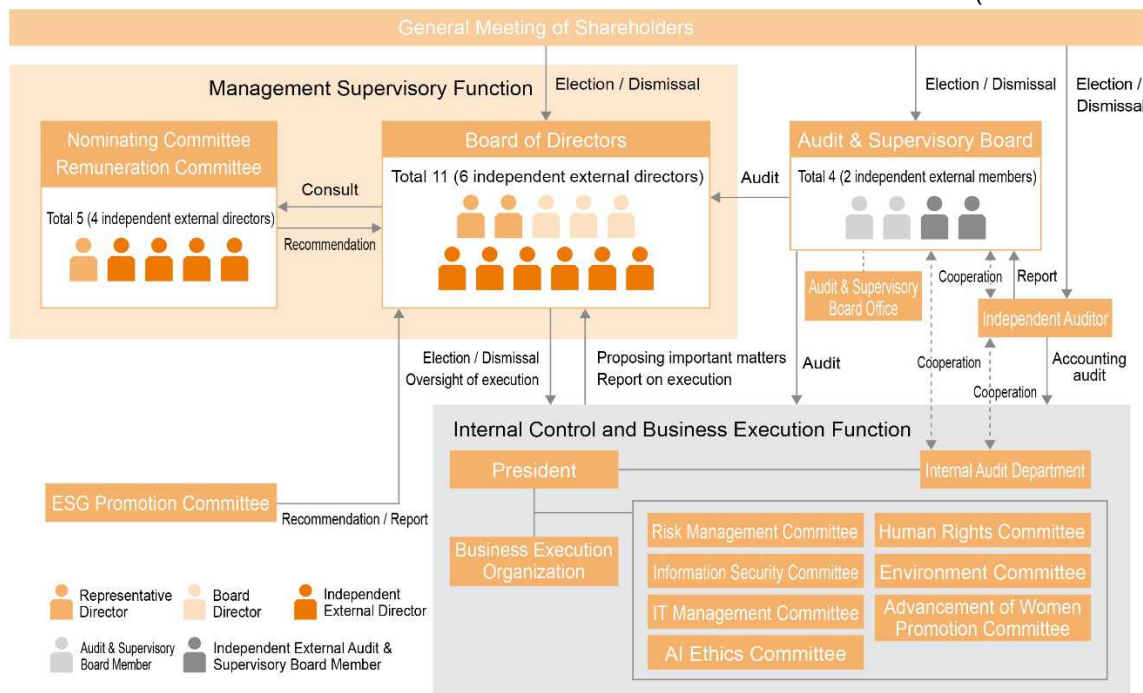 (
General Meeting of Shareholders
Management Supervisory Function
Election / Dismissal
Election / Dismissal
Election /
Dismissal
Nominating Committee
Remuneration Committee
Total 5 (4 independent external directors)
Consult
Recommendation
Board of Directors
Total 11 (6 independent external directors)
Audit
Audit & Supervisory Board
Total 4 (2 independent external members)
Audit & Supervisory
Board Office
Cooperation
Report
Independent Auditor
Election / Dismissal
Oversight of execution
Proposing important matters
Report on execution
Audit
Cooperation
Cooperation
Accounting
audit
Internal Control and Business Execution Function
President
Internal Audit Department
ESG Promotion Committee
Recommendation / Report
Business Execution
Organization
Risk Management Committee
Human Rights Committee
Information Security Committee
Environment Committee
IT Management Committee
Advancement of Women
Promotion Committee
AI Ethics Committee
Representative
Director
Board
Director
Independent
External Director
Audit & Supervisory
Board Member
Independent External Audit &
Supervisory Board Member